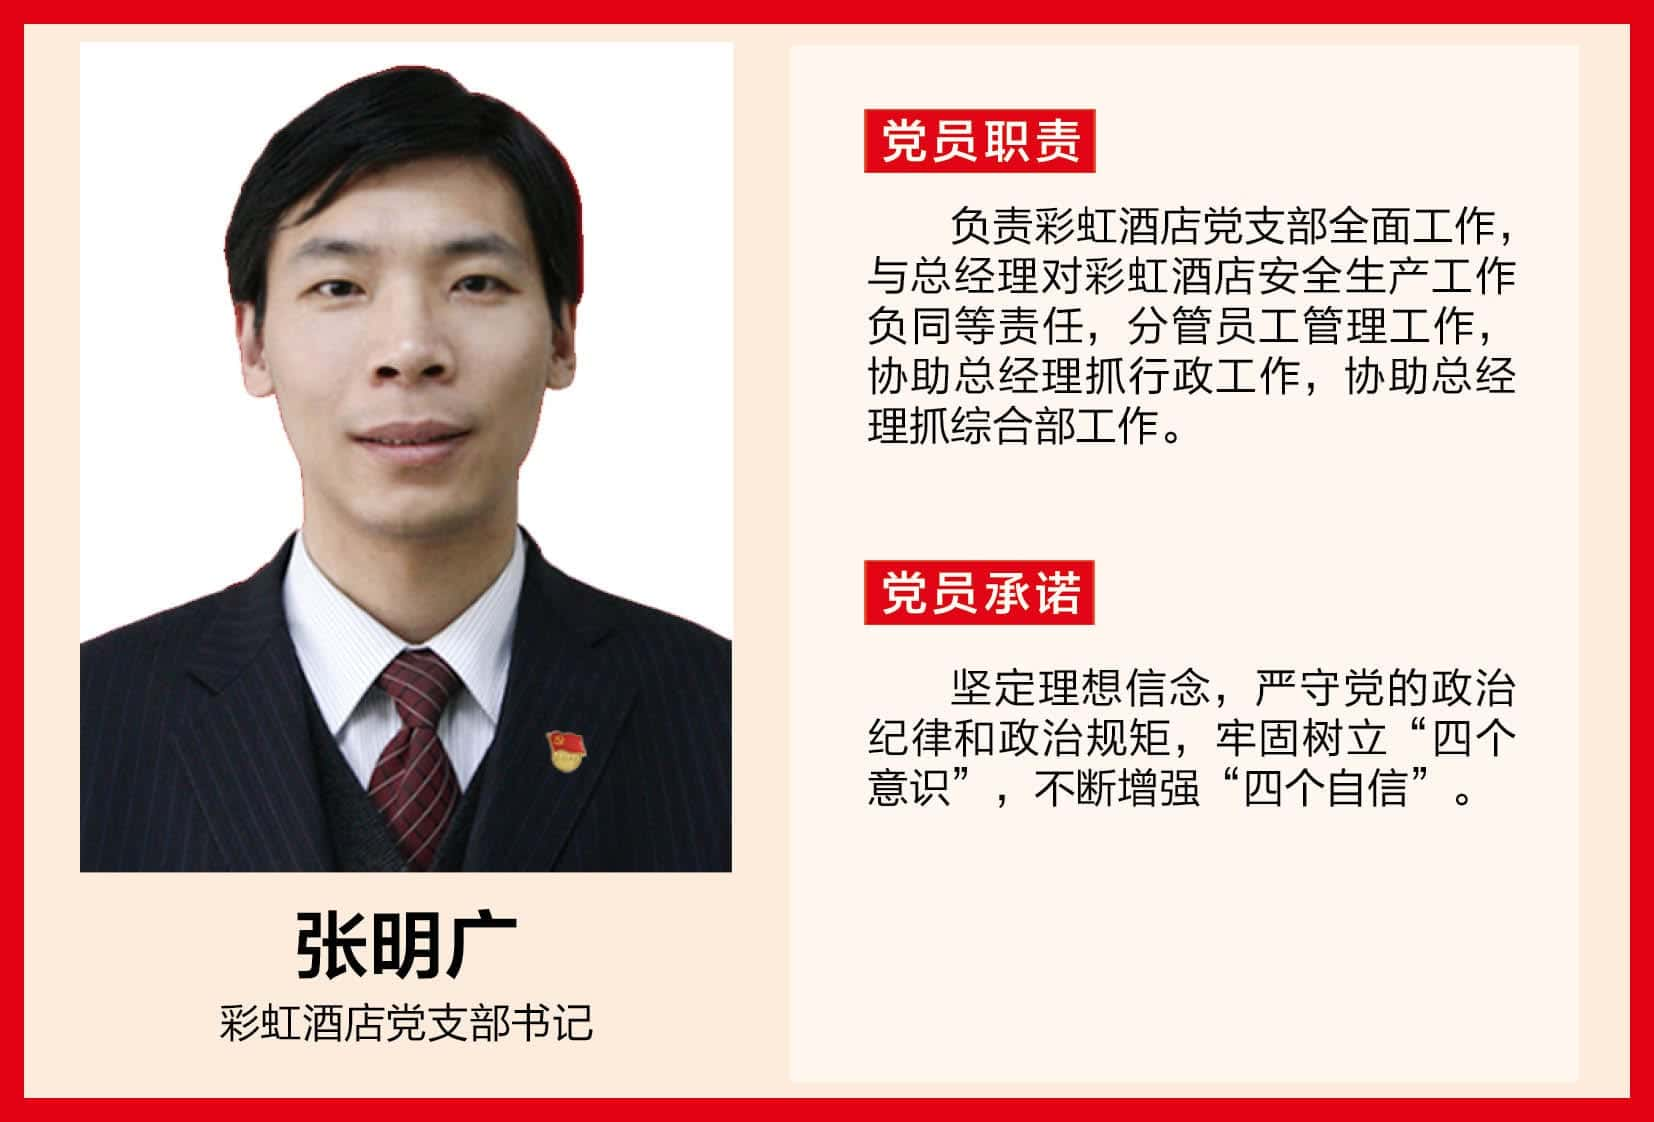 党员职责
负责彩虹酒店党支部全面工作，
与总经理对彩虹酒店安全生产工作
负同等责任，分管员工管理工作，
协助总经理抓行政工作，协助总经
理抓综合部工作。
党员承诺
坚定理想信念，严守党的政治
纪律和政治规矩，牢固树立“四个
意识”，不断增强“四个自信”。
张明广
彩虹酒店党支部书记